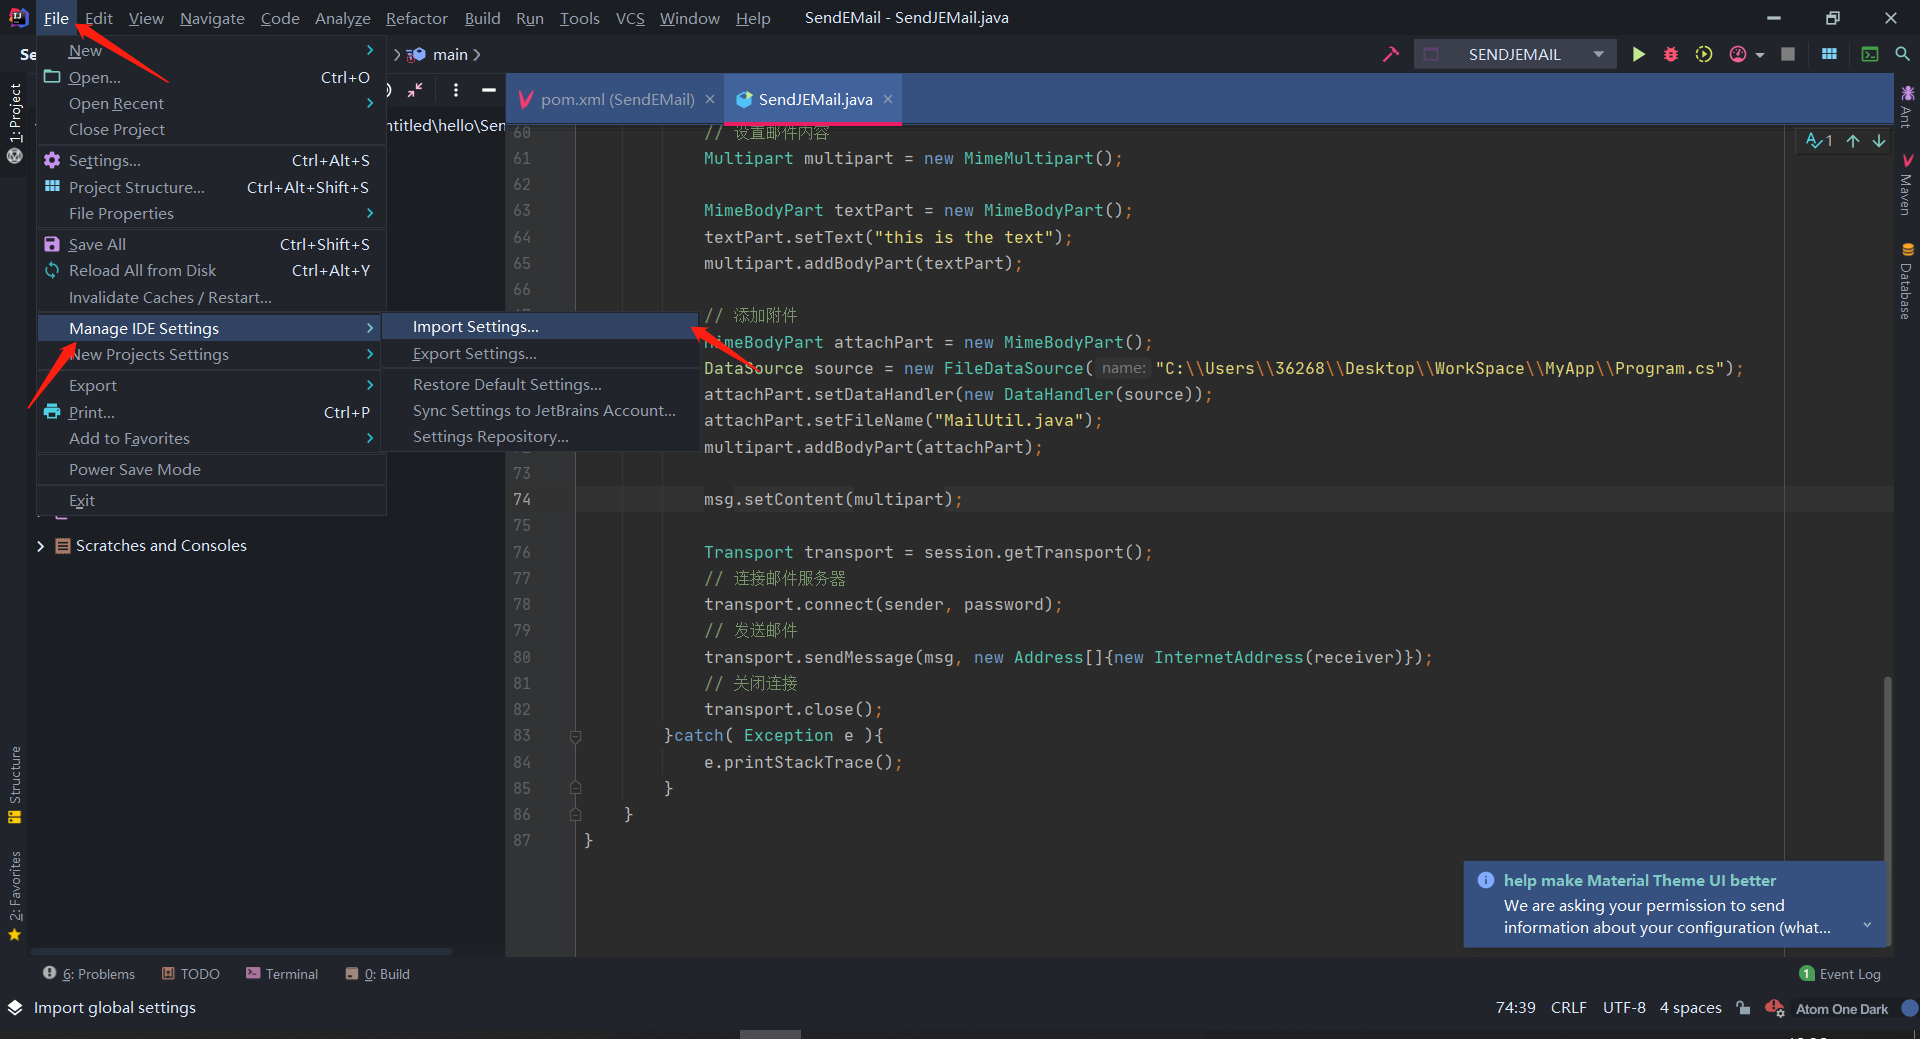 File Edit View Navigate Code Analyze Refactor Build Run Tools VCS Window Help SendEMail - SendJEMail.java
Se main SENDJEMAIL
New
Open... Ctrl+O
Open Recent
Close Project
Settings... Ctrl+Alt+S
Project Structure... Ctrl+Alt+Shift+S
File Properties
Save All Ctrl+Shift+S
Reload All from Disk Ctrl+Alt+Y
Invalidate Caches / Restart...
Manage IDE Settings
New Projects Settings
Export
Print... Ctrl+P
Add to Favorites
Power Save Mode
Exit
Import Settings...
Export Settings...
Restore Default Settings...
Sync Settings to JetBrains Account...
Settings Repository...
1: Project
Structure
2: Favorites
ntitled\hello\Sen
Scratches and Consoles
pom.xml (SendEMail) × SendJEMail.java ×
60 // 设置邮件内容
61 Multipart multipart = new MimeMultipart();
62
63 MimeBodyPart textPart = new MimeBodyPart();
64 textPart.setText("this is the text");
65 multipart.addBodyPart(textPart);
66
// 添加附件
MimeBodyPart attachPart = new MimeBodyPart();
DataSource source = new FileDataSource( name: "C:\\Users\\36268\\Desktop\\WorkSpace\\MyApp\\Program.cs");
attachPart.setDataHandler(new DataHandler(source));
attachPart.setFileName("MailUtil.java");
multipart.addBodyPart(attachPart);
73
74 msg.setContent(multipart);
75
76 Transport transport = session.getTransport();
77 // 连接邮件服务器
78 transport.connect(sender, password);
79 // 发送邮件
80 transport.sendMessage(msg, new Address[]{new InternetAddress(receiver)});
81 // 关闭连接
82 transport.close();
83 }catch( Exception e ){
84 e.printStackTrace();
85 }
86 }
87 }
1
Ant
Maven
Database
help make Material Theme UI better
We are asking your permission to send
information about your configuration (what...
6: Problems TODO Terminal 0: Build 1 Event Log
Import global settings 74:39 CRLF UTF-8 4 spaces Atom One Dark